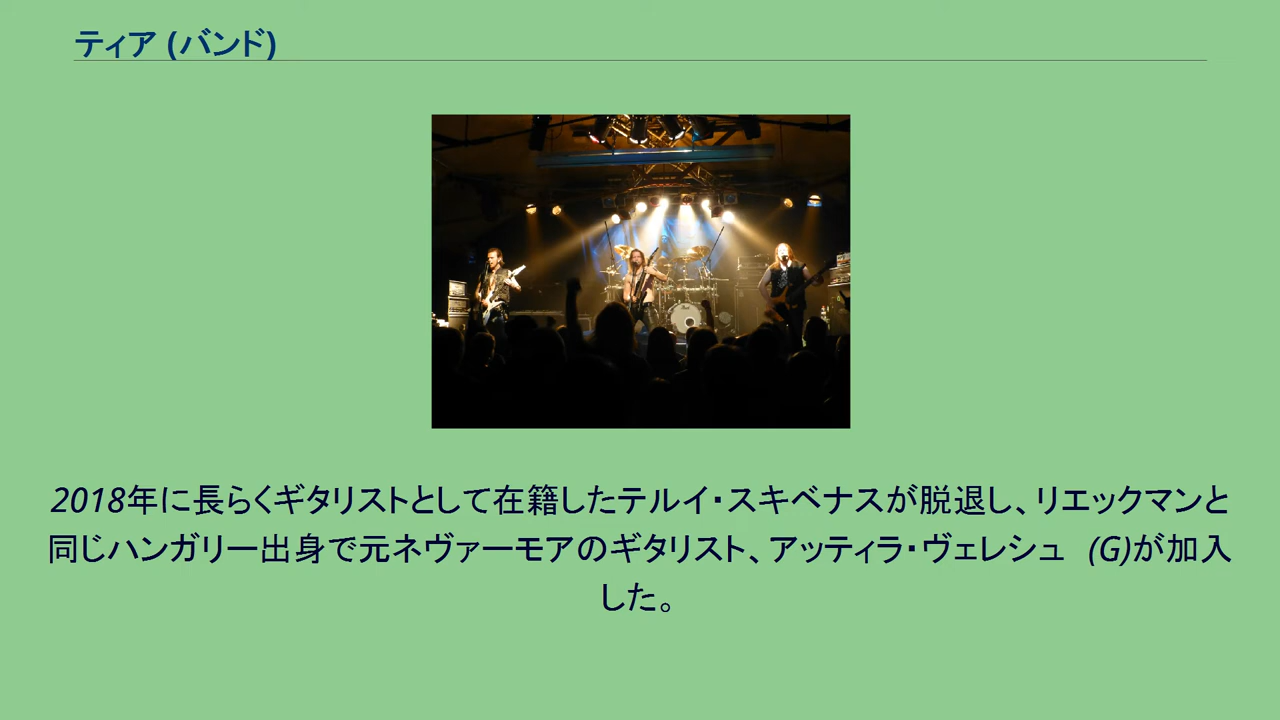 ティア (バンド)
2018年に長らくギタリストとして在籍したテルイ・スキベナスが脱退し、リエックマンと
同じハンガリー出身で元ネヴァーモアのギタリスト、アッティラ・ヴェレシュ (G)が加入
した。